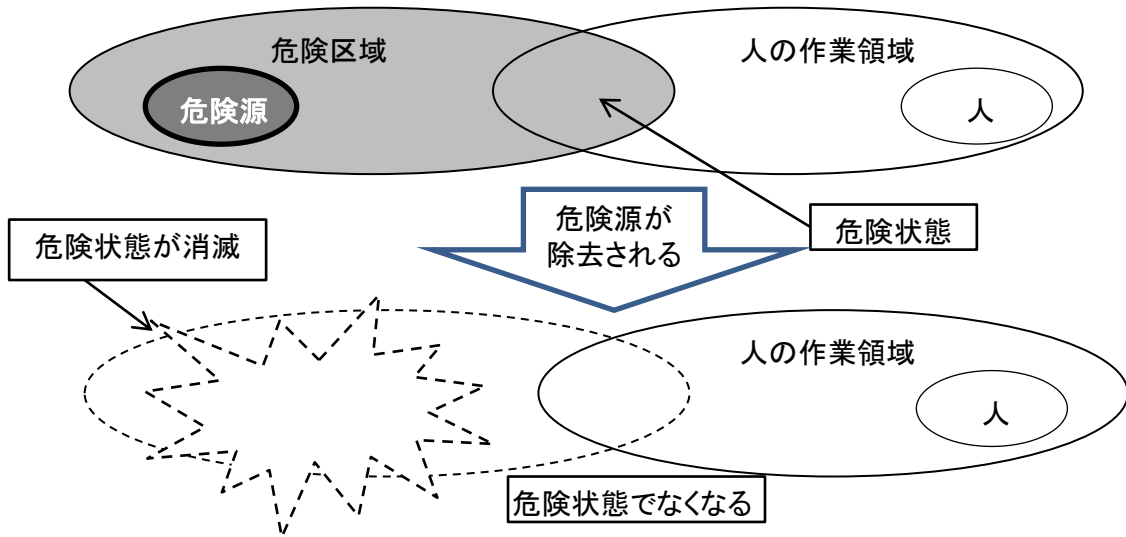 危険区域
人の作業領域
危険源
人
危険源が
除去される
危険状態
危険状態が消滅
人の作業領域
人
危険状態でなくなる